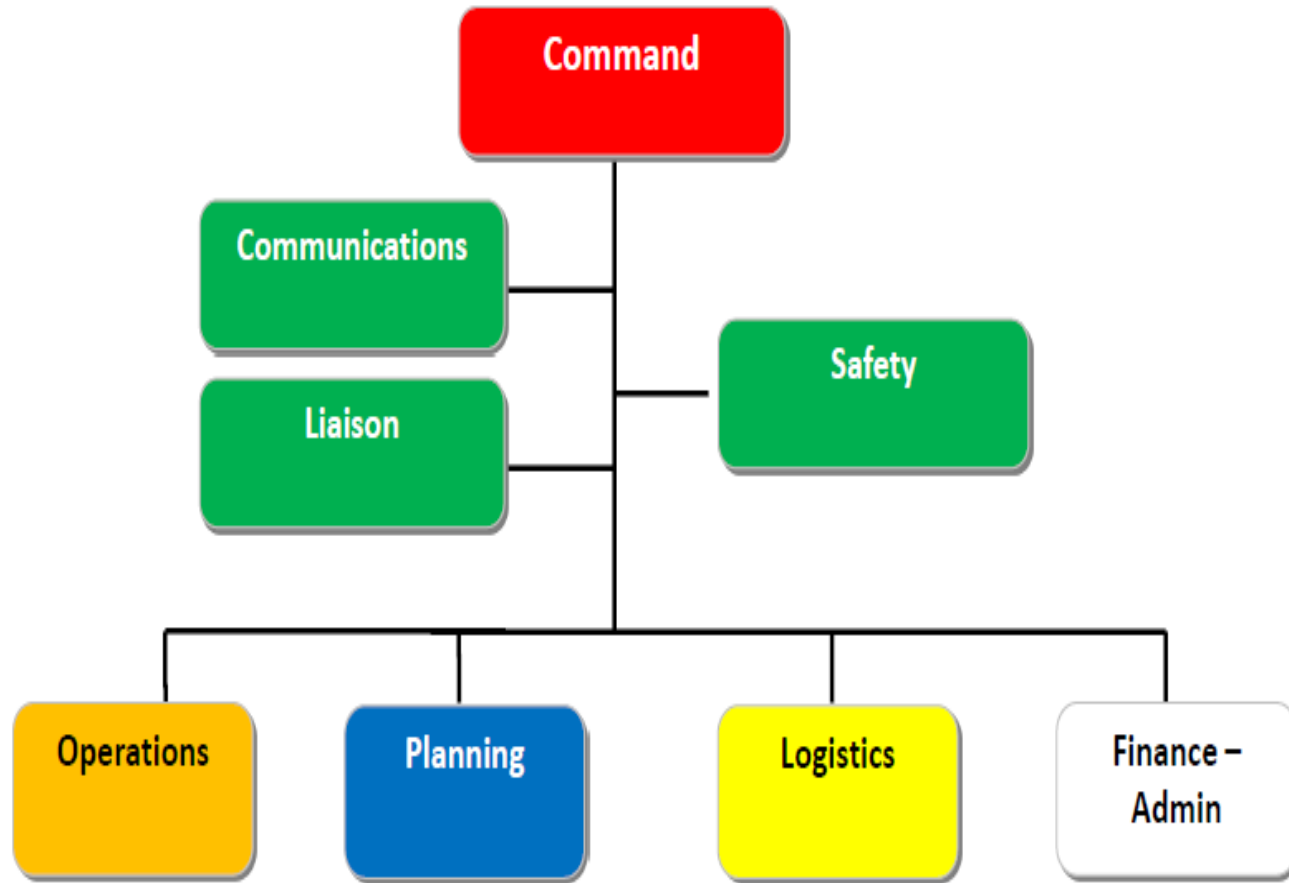 Command
Communications
Safety
Liaison
Operations
Planning
Logistics
Finance –
Admin